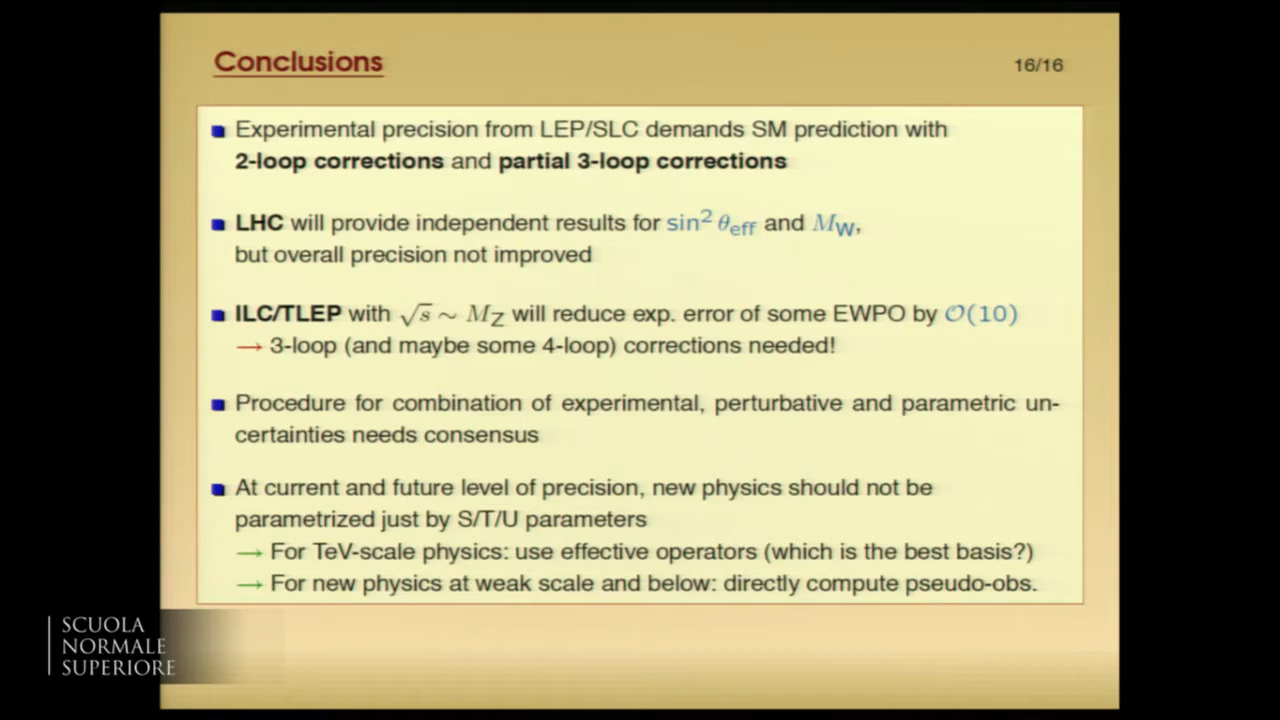 Conclusions
16/16
Experimental precision from LEP/SLC demands SM prediction with
2-loop corrections and partial 3-loop corrections
LHC will provide independent results for sin² θ_eff and M_W,
but overall precision not improved
ILC/TLEP with √s ∼ M_Z will reduce exp. error of some EWPO by O(10)
→ 3-loop (and maybe some 4-loop) corrections needed!
Procedure for combination of experimental, perturbative and parametric un-
certainties needs consensus
At current and future level of precision, new physics should not be
parametrized just by S/T/U parameters
→ For TeV-scale physics: use effective operators (which is the best basis?)
→ For new physics at weak scale and below: directly compute pseudo-obs.
SCUOLA
NORMALE
SUPERIORE